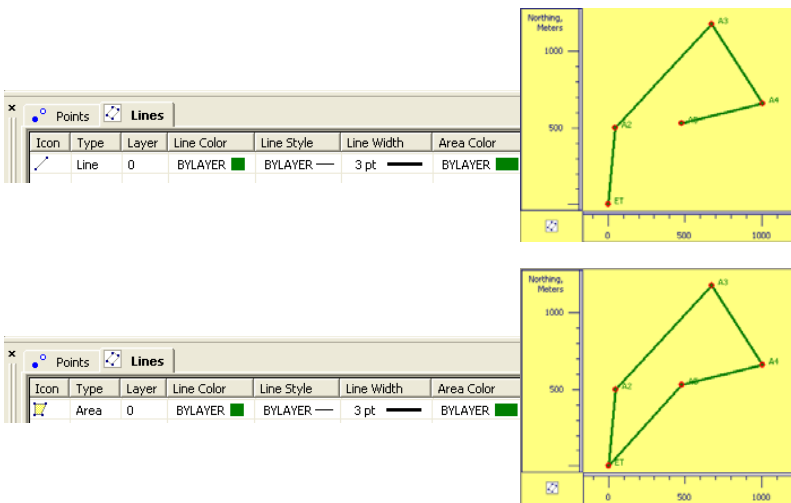 Northing,
Meters
1000
500
A3
A4
A2
ET
0 500 1000
× Points Lines
Icon Type Layer Line Color Line Style Line Width Area Color
Line 0 BYLAYER BYLAYER 3 pt BYLAYER
Northing,
Meters
1000
500
A3
A4
A2
ET
0 500 1000
× Points Lines
Icon Type Layer Line Color Line Style Line Width Area Color
Area 0 BYLAYER BYLAYER 3 pt BYLAYER